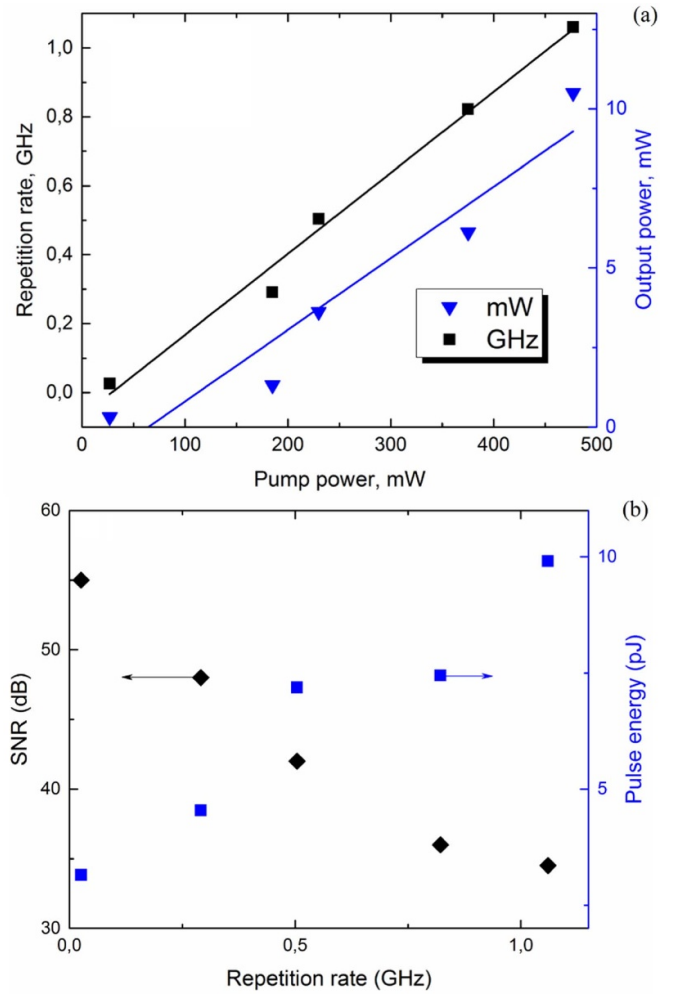 (a)
1,0
0,8
0,6
0,4
0,2
0,0
Repetition rate, GHz
10
5
0
Output power, mW
mW
GHz
0 100 200 300 400 500
Pump power, mW
(b)
60
50
40
30
SNR (dB)
10
5
Pulse energy (pJ)
0,0 0,5 1,0
Repetition rate (GHz)